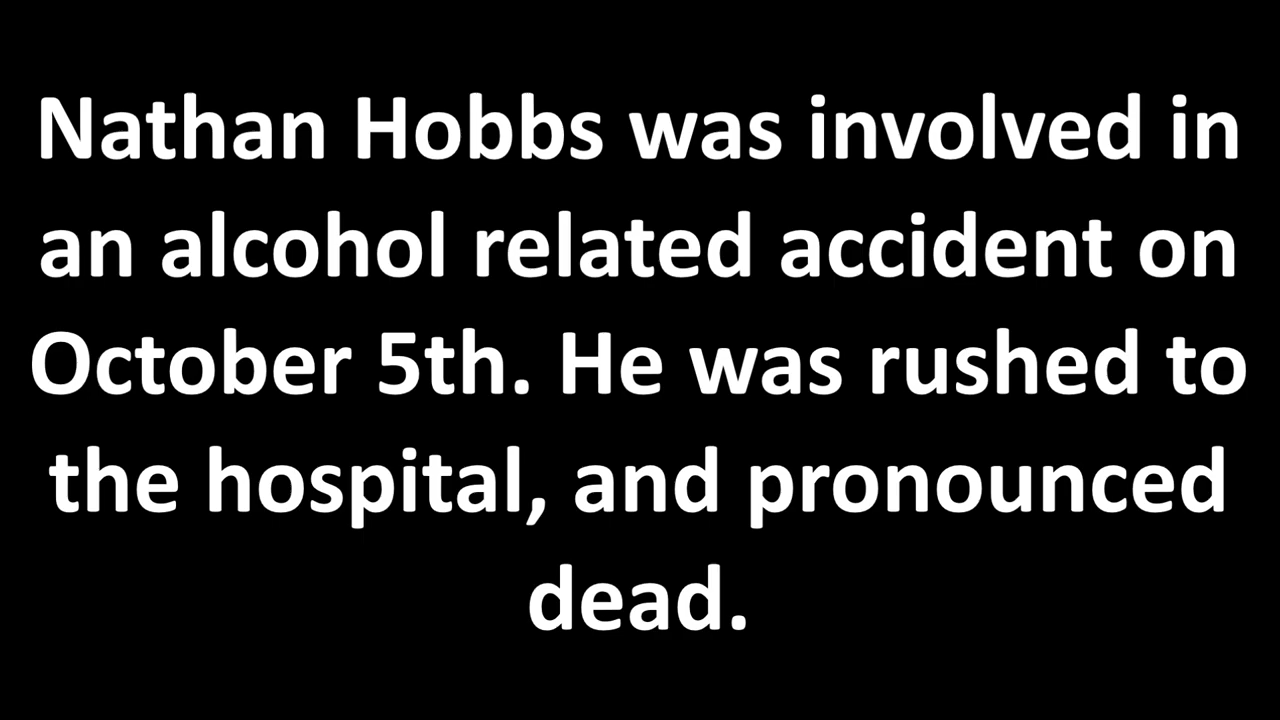 Nathan Hobbs was involved in
an alcohol related accident on
October 5th. He was rushed to
the hospital, and pronounced
dead.